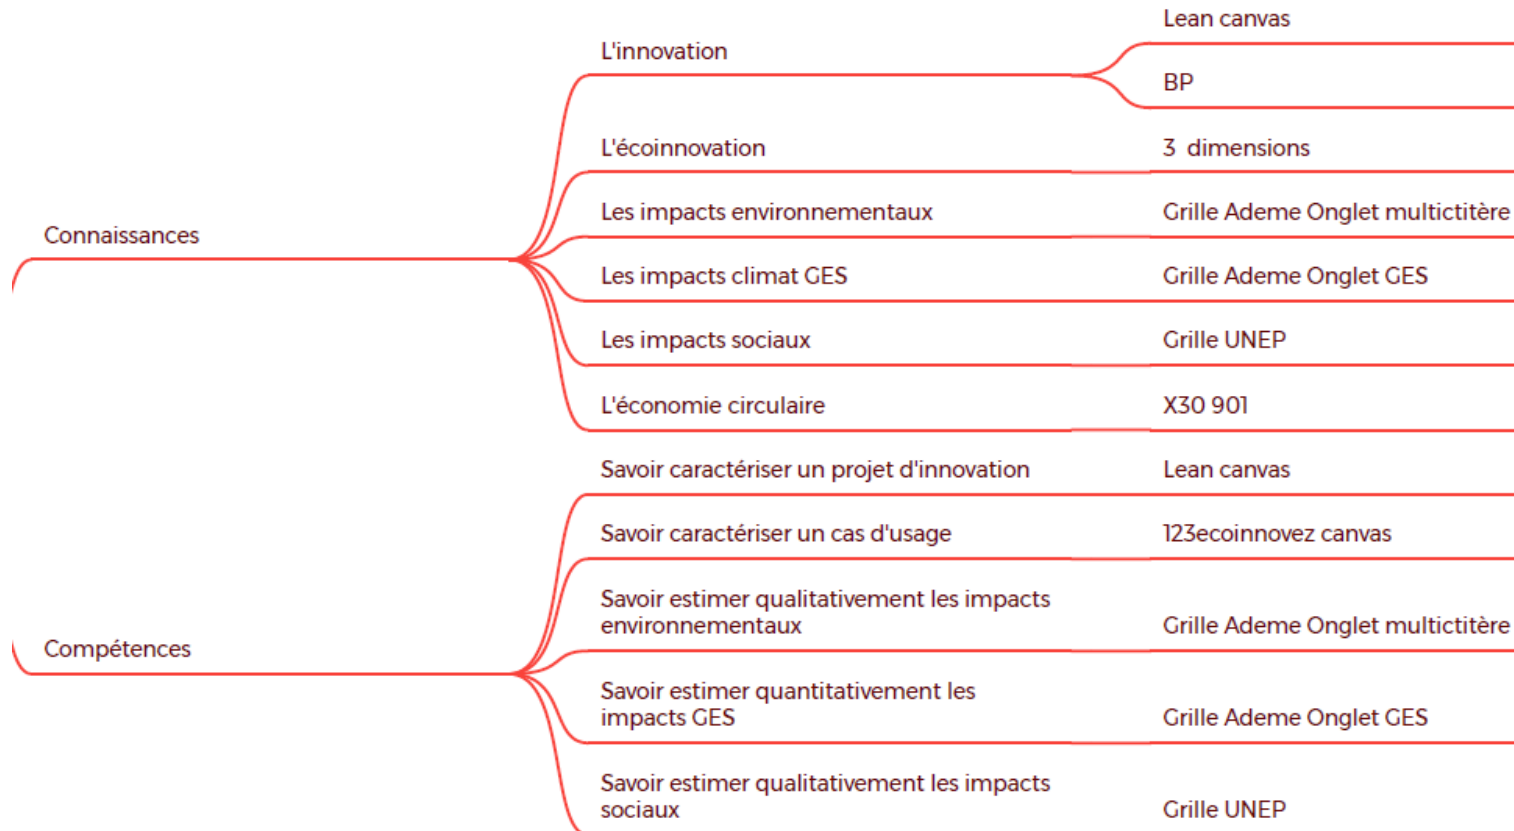 Connaissances
L'innovation
Lean canvas
BP
L'écoinnovation
3 dimensions
Les impacts environnementaux
Grille Ademe Onglet multictitère
Les impacts climat GES
Grille Ademe Onglet GES
Les impacts sociaux
Grille UNEP
L'économie circulaire
X30 901
Compétences
Savoir caractériser un projet d'innovation
Lean canvas
Savoir caractériser un cas d'usage
123ecoinnovez canvas
Savoir estimer qualitativement les impacts
environnementaux
Grille Ademe Onglet multictitère
Savoir estimer quantitativement les
impacts GES
Grille Ademe Onglet GES
Savoir estimer qualitativement les impacts
sociaux
Grille UNEP